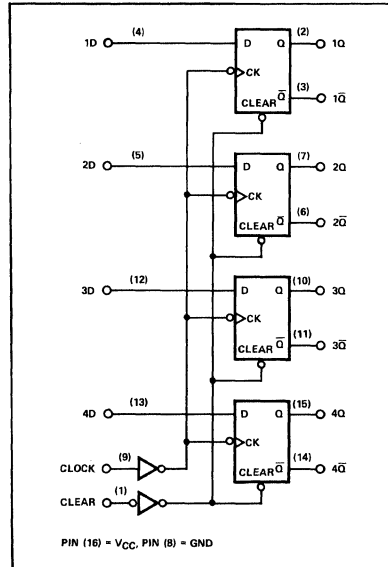 1D (4) D Q (2) 1Q
CK
CLEAR Q̅ (3) 1Q̅
2D (5) D Q (7) 2Q
CK
CLEAR Q̅ (6) 2Q̅
3D (12) D Q (10) 3Q
CK
CLEAR Q̅ (11) 3Q̅
4D (13) D Q (15) 4Q
CK
CLEAR Q̅ (14) 4Q̅
CLOCK (9)
CLEAR (1)
PIN (16) = VCC, PIN (8) = GND